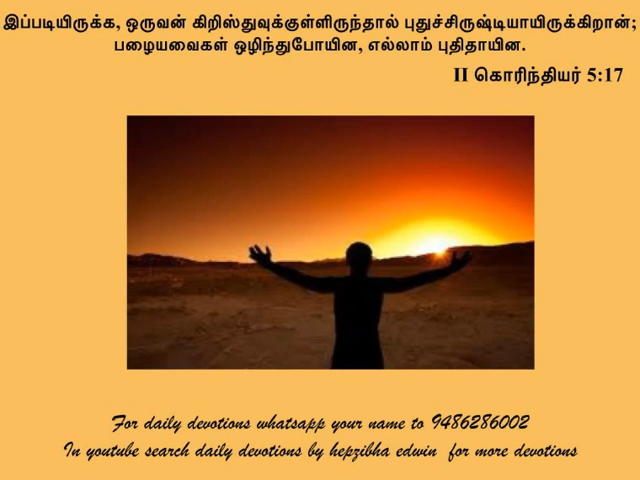 இப்படியிருக்க, ஒருவன் கிறிஸ்துவுக்குள்ளிருந்தால் புதுச்சிருஷ்டியாயிருக்கிறான்;
பழையவைகள் ஒழிந்துபோயின, எல்லாம் புதிதாயின.
II கொரிந்தியர் 5:17
For daily devotions whatsapp your name to 9486286002
In youtube search daily devotions by hepzibha edwin for more devotions